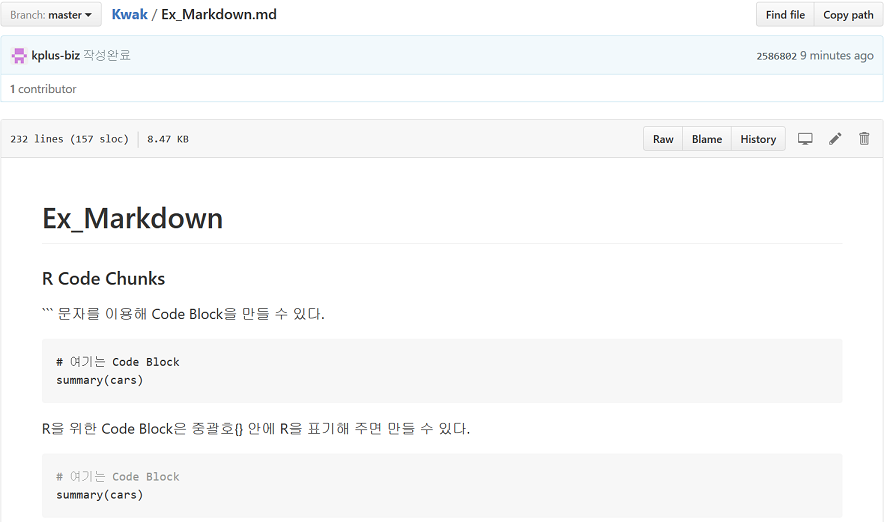 Branch: master
Kwak / Ex_Markdown.md
Find file
Copy path
kplus-biz 작성완료
2586802 9 minutes ago
1 contributor
232 lines (157 sloc)
8.47 KB
Raw
Blame
History
Ex_Markdown
R Code Chunks
``` 문자를 이용해 Code Block을 만들 수 있다.
# 여기는 Code Block
summary(cars)
R을 위한 Code Block은 중괄호{} 안에 R을 표기해 주면 만들 수 있다.
# 여기는 Code Block
summary(cars)